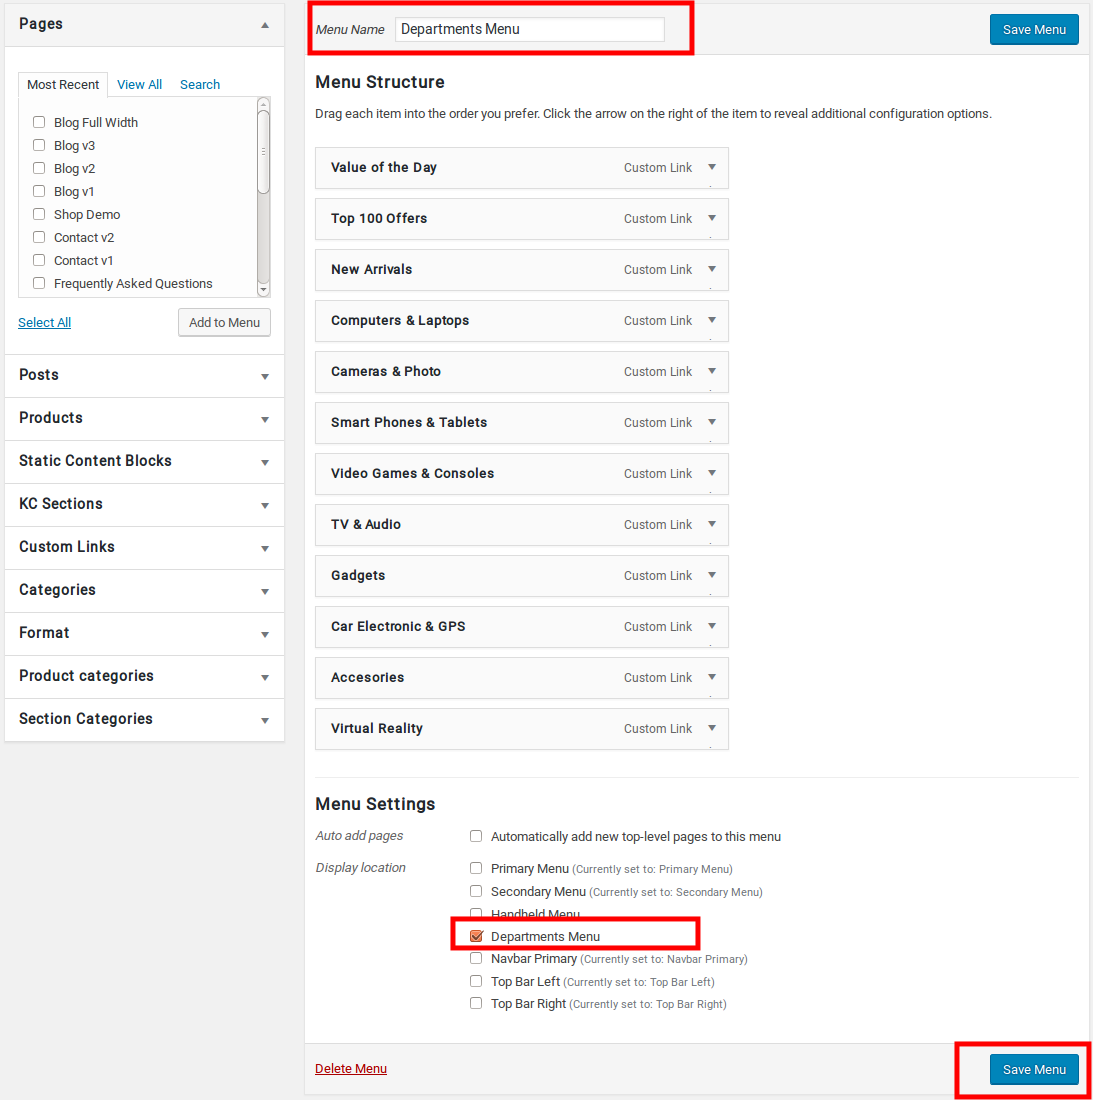 Pages
Most Recent View All Search
Blog Full Width
Blog v3
Blog v2
Blog v1
Shop Demo
Contact v2
Contact v1
Frequently Asked Questions
Select All Add to Menu
Posts
Products
Static Content Blocks
KC Sections
Custom Links
Categories
Format
Product categories
Section Categories
Menu Name Departments Menu Save Menu
Menu Structure
Drag each item into the order you prefer. Click the arrow on the right of the item to reveal additional configuration options.
Value of the Day Custom Link
Top 100 Offers Custom Link
New Arrivals Custom Link
Computers & Laptops Custom Link
Cameras & Photo Custom Link
Smart Phones & Tablets Custom Link
Video Games & Consoles Custom Link
TV & Audio Custom Link
Gadgets Custom Link
Car Electronic & GPS Custom Link
Accesories Custom Link
Virtual Reality Custom Link
Menu Settings
Auto add pages Automatically add new top-level pages to this menu
Display location Primary Menu (Currently set to: Primary Menu)
Secondary Menu (Currently set to: Secondary Menu)
Handheld Menu
Departments Menu
Navbar Primary (Currently set to: Navbar Primary)
Top Bar Left (Currently set to: Top Bar Left)
Top Bar Right (Currently set to: Top Bar Right)
Delete Menu Save Menu